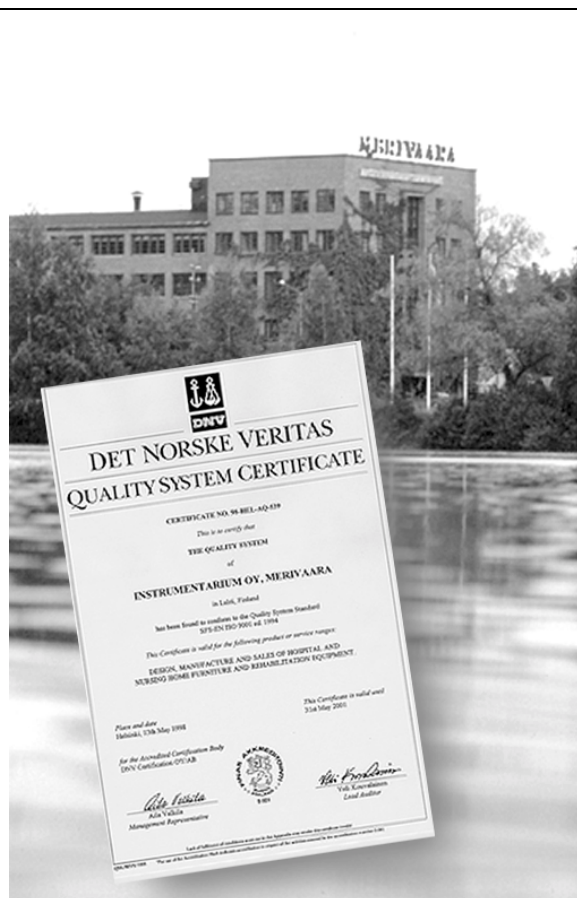 MERIVAARA
DNV
DET NORSKE VERITAS
QUALITY SYSTEM CERTIFICATE
CERTIFICATE NO. 98-HEL-AQ-539
This is to certify that
THE QUALITY SYSTEM
of
INSTRUMENTARIUM OY, MERIVAARA
in Lahti, Finland
has been found to conform to the Quality System Standard
SFS-EN ISO 9001 ed. 1994
This Certificate is valid for the following product or service ranges:
DESIGN, MANUFACTURE AND SALES OF HOSPITAL AND
NURSING HOME FURNITURE AND REHABILITATION EQUIPMENT.
Place and date
Helsinki, 13th May 1998
This Certificate is valid until
31st May 2001
for the Accredited Certification Body
DNV Certification OY/AB
Management Representative
Lead Auditor